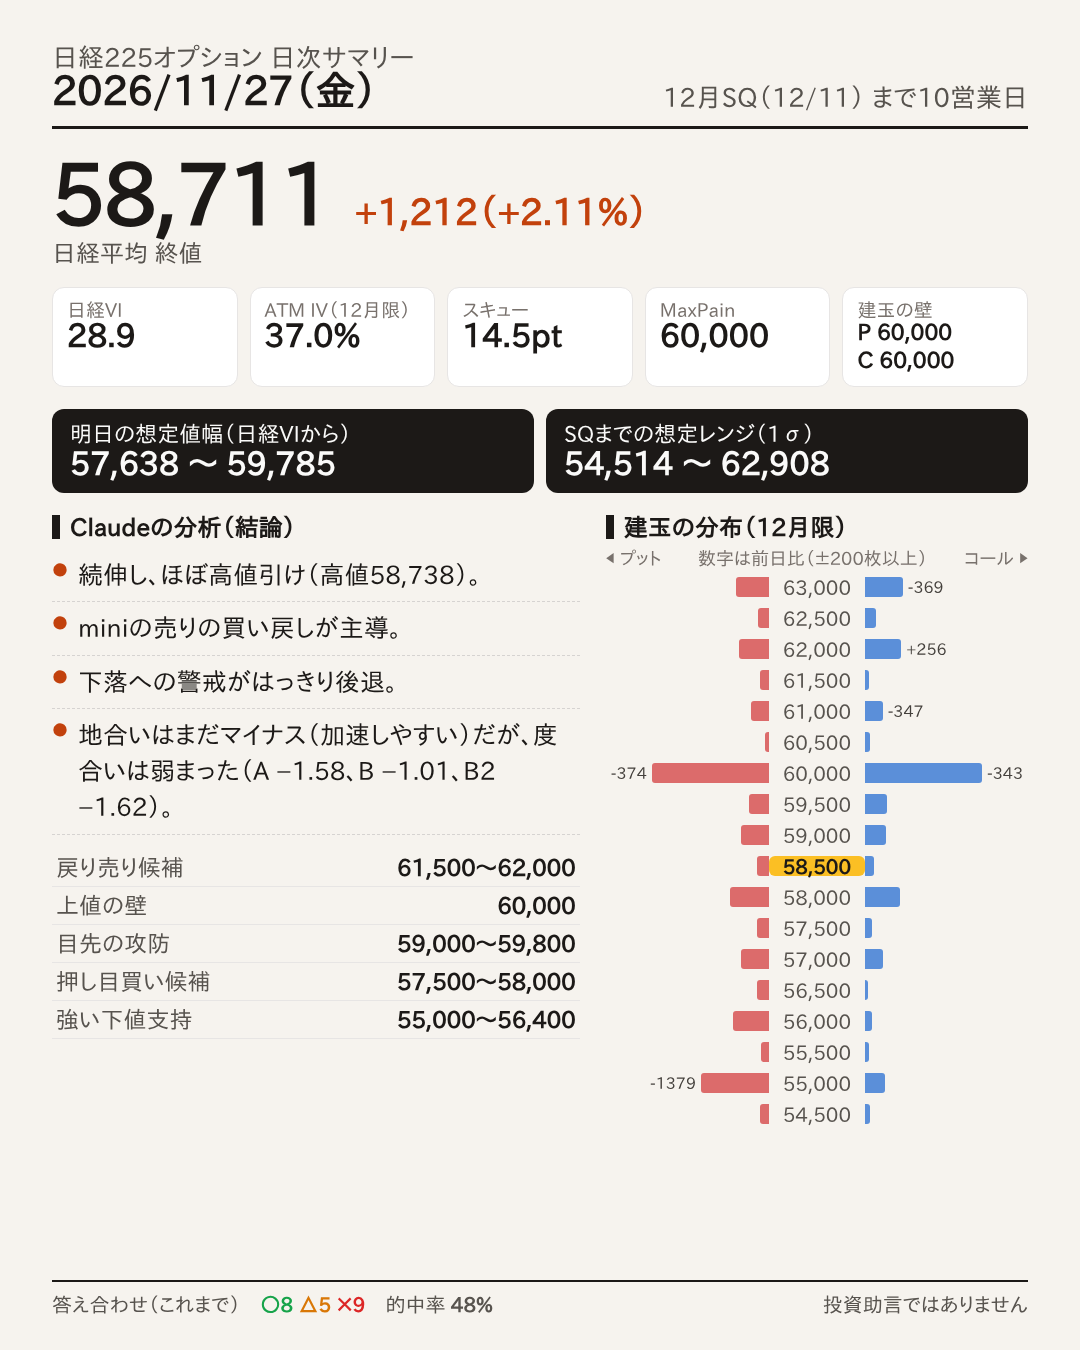 日経225オプション 日次サマリー
2026/11/27(金)
12月SQ(12/11) まで10営業日
58,711 +1,212(+2.11%)
日経平均 終値
日経VI
28.9
ATM IV(12月限)
37.0%
スキュー
14.5pt
MaxPain
60,000
建玉の壁
P 60,000
C 60,000
明日の想定値幅(日経VIから)
57,638 〜 59,785
SQまでの想定レンジ(1σ)
54,514 〜 62,908
Claudeの分析(結論)
続伸し、ほぼ高値引け(高値58,738)。
miniの売りの買い戻しが主導。
下落への警戒がはっきり後退。
地合いはまだマイナス(加速しやすい)だが、度
合いは弱まった(A −1.58、B −1.01、B2
−1.62)。
戻り売り候補 61,500〜62,000
上値の壁 60,000
目先の攻防 59,000〜59,800
押し目買い候補 57,500〜58,000
強い下値支持 55,000〜56,400
建玉の分布(12月限)
◀ プット 数字は前日比(±200枚以上) コール ▶
63,000 -369
62,500
62,000 +256
61,500
61,000 -347
60,500
-374 60,000 -343
59,500
59,000
58,500
58,000
57,500
57,000
56,500
56,000
55,500
-1379 55,000
54,500
答え合わせ(これまで) ○8 △5 ×9 的中率 48%
投資助言ではありません